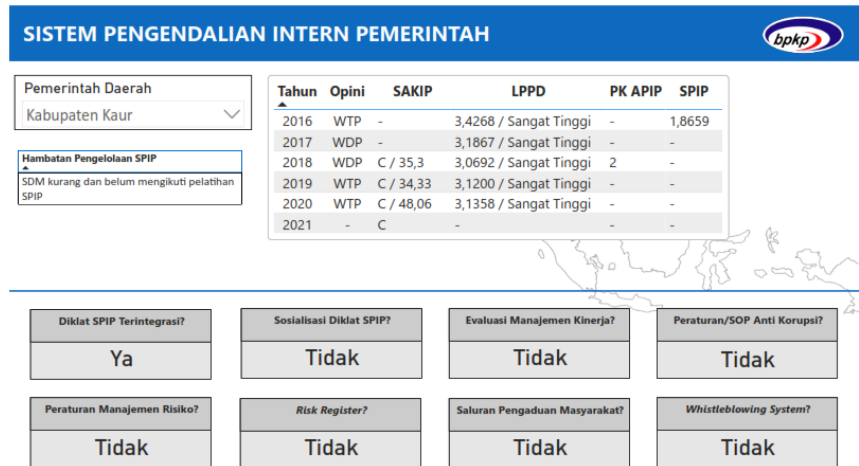 SISTEM PENGENDALIAN INTERN PEMERINTAH
bpkp
Pemerintah Daerah
Kabupaten Kaur
Hambatan Pengelolaan SPIP
SDM kurang dan belum mengikuti pelatihan
SPIP
Tahun Opini SAKIP LPPD PK APIP SPIP
2016 WTP - 3,4268 / Sangat Tinggi - 1,8659
2017 WDP - 3,1867 / Sangat Tinggi - -
2018 WDP C / 35,3 3,0692 / Sangat Tinggi 2 -
2019 WTP C / 34,33 3,1200 / Sangat Tinggi - -
2020 WTP C / 48,06 3,1358 / Sangat Tinggi - -
2021 - C - - -
Diklat SPIP Terintegrasi? Sosialisasi Diklat SPIP? Evaluasi Manajemen Kinerja? Peraturan/SOP Anti Korupsi?
Ya Tidak Tidak Tidak
Peraturan Manajemen Risiko? Risk Register? Saluran Pengaduan Masyarakat? Whistleblowing System?
Tidak Tidak Tidak Tidak